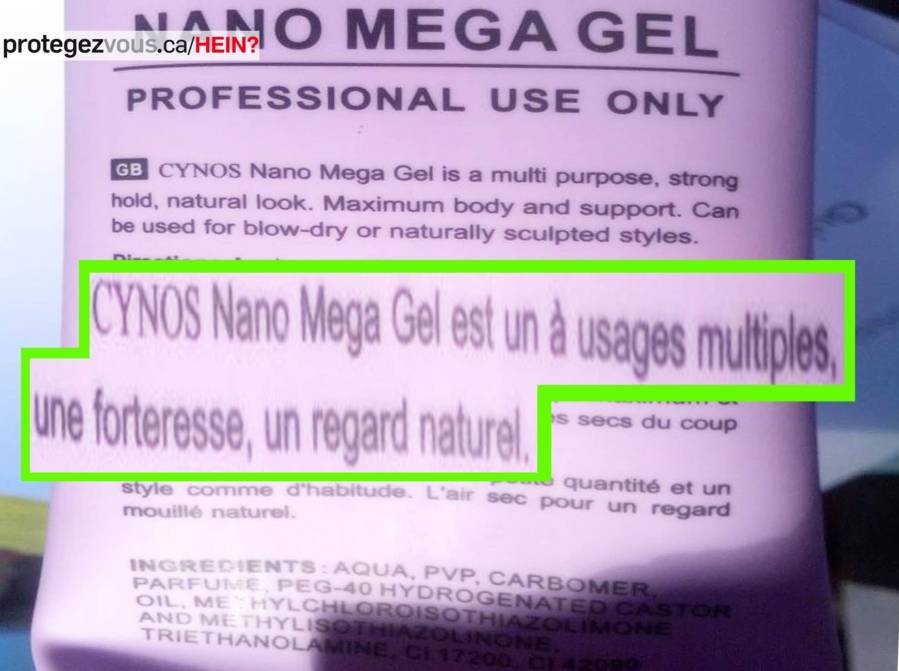 NANO MEGA GEL
protegezvous.ca/HEIN?
PROFESSIONAL USE ONLY
GB CYNOS Nano Mega Gel is a multi purpose, strong
hold, natural look. Maximum body and support. Can
be used for blow-dry or naturally sculpted styles.
CYNOS Nano Mega Gel est un à usages multiples,
une forteresse, un regard naturel.
secs du coup
quantité et un
style comme d'habitude. L'air sec pour un regard
mouillé naturel.
INGREDIENTS: AQUA, PVP, CARBOMER,
PARFUME, PEG-40 HYDROGENATED CASTOR
OIL, METHYLCHLOROISOTHIAZOLIMONE
AND METHYLISOTHIAZOLINONE,
TRIETHANOLAMINE, CI 17200, CI 42090